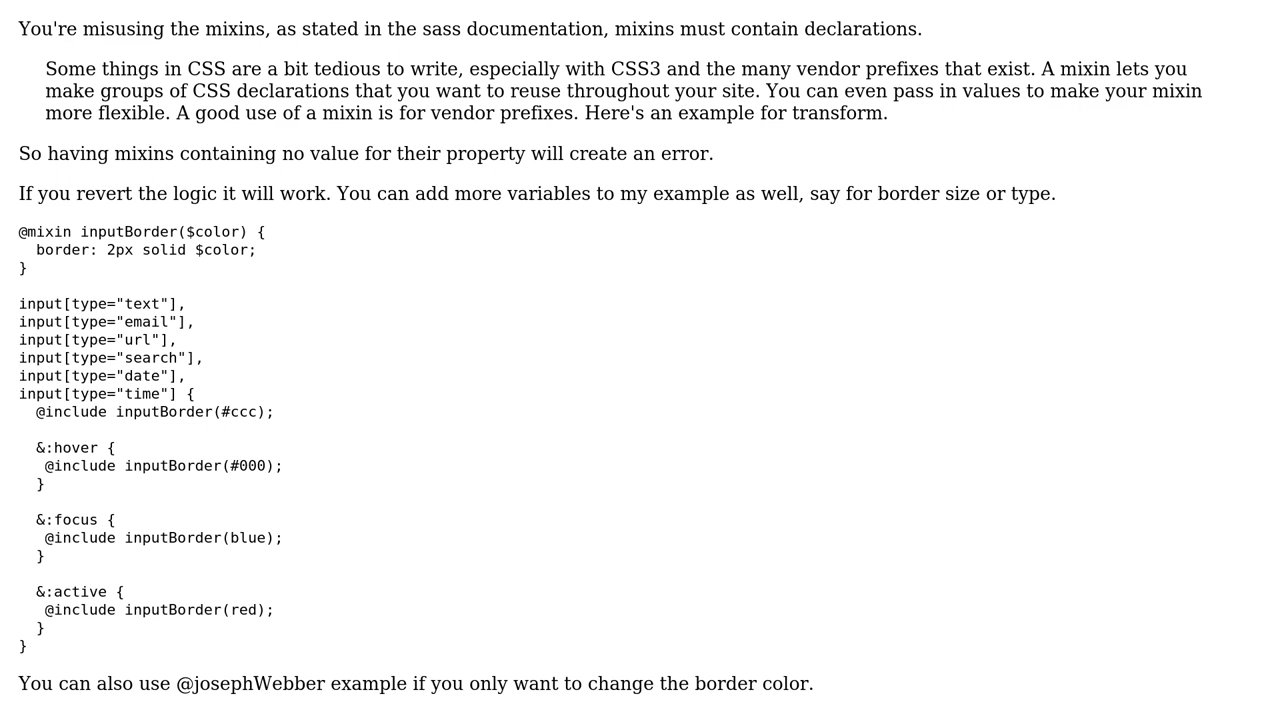 You're misusing the mixins, as stated in the sass documentation, mixins must contain declarations.
Some things in CSS are a bit tedious to write, especially with CSS3 and the many vendor prefixes that exist. A mixin lets you
make groups of CSS declarations that you want to reuse throughout your site. You can even pass in values to make your mixin
more flexible. A good use of a mixin is for vendor prefixes. Here's an example for transform.
So having mixins containing no value for their property will create an error.
If you revert the logic it will work. You can add more variables to my example as well, say for border size or type.
@mixin inputBorder($color) {
  border: 2px solid $color;
}
input[type="text"],
input[type="email"],
input[type="url"],
input[type="search"],
input[type="date"],
input[type="time"] {
  @include inputBorder(#ccc);
  &:hover {
   @include inputBorder(#000);
  }
  &:focus {
   @include inputBorder(blue);
  }
  &:active {
   @include inputBorder(red);
  }
}
You can also use @josephWebber example if you only want to change the border color.